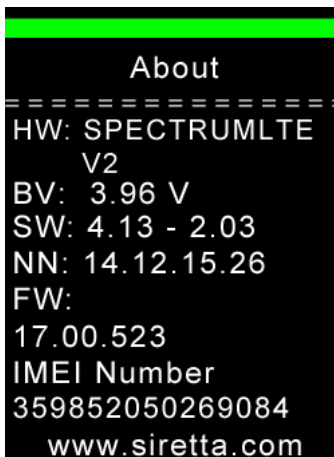 About
====================
HW: SPECTRUMLTE
V2
BV: 3.96 V
SW: 4.13 - 2.03
NN: 14.12.15.26
FW:
17.00.523
IMEI Number
359852050269084
www.siretta.com